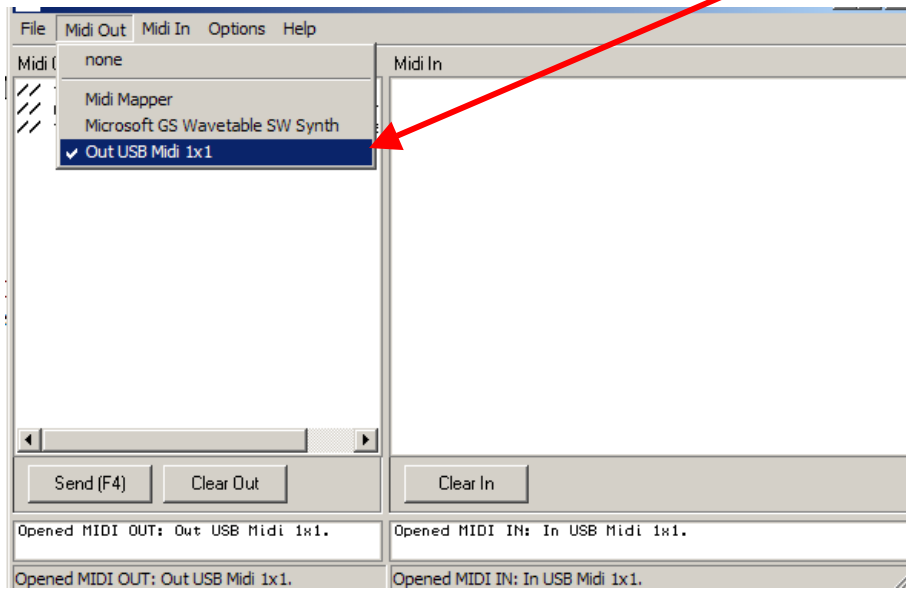 File Midi Out Midi In Options Help
none
Midi In
Midi Mapper
Microsoft GS Wavetable SW Synth
Out USB Midi 1x1
Send (F4) Clear Out Clear In
Opened MIDI OUT: Out USB Midi 1x1. Opened MIDI IN: In USB Midi 1x1.
Opened MIDI OUT: Out USB Midi 1x1. Opened MIDI IN: In USB Midi 1x1.